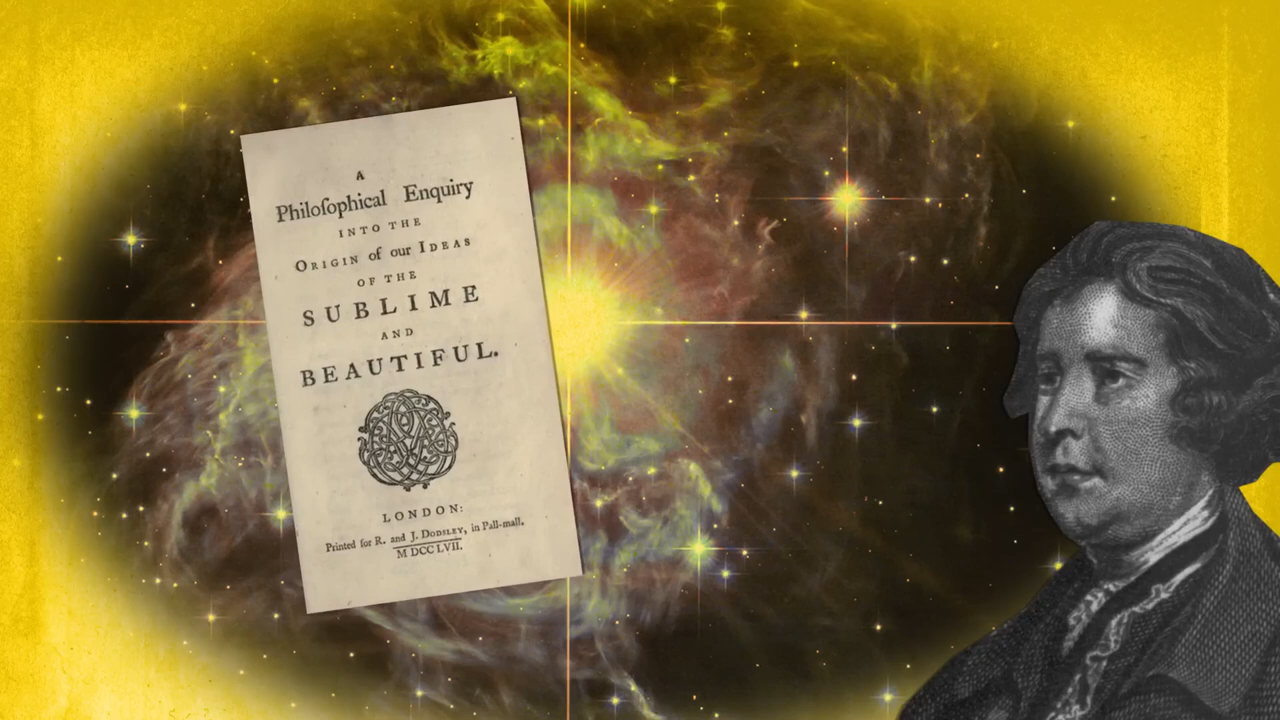 A
Philoſophical Enquiry
INTO THE
ORIGIN of our IDEAS
OF THE
SUBLIME
AND
BEAUTIFUL.
LONDON:
Printed for R. and J. DODSLEY, in Pall-mall.
M DCC LVII.